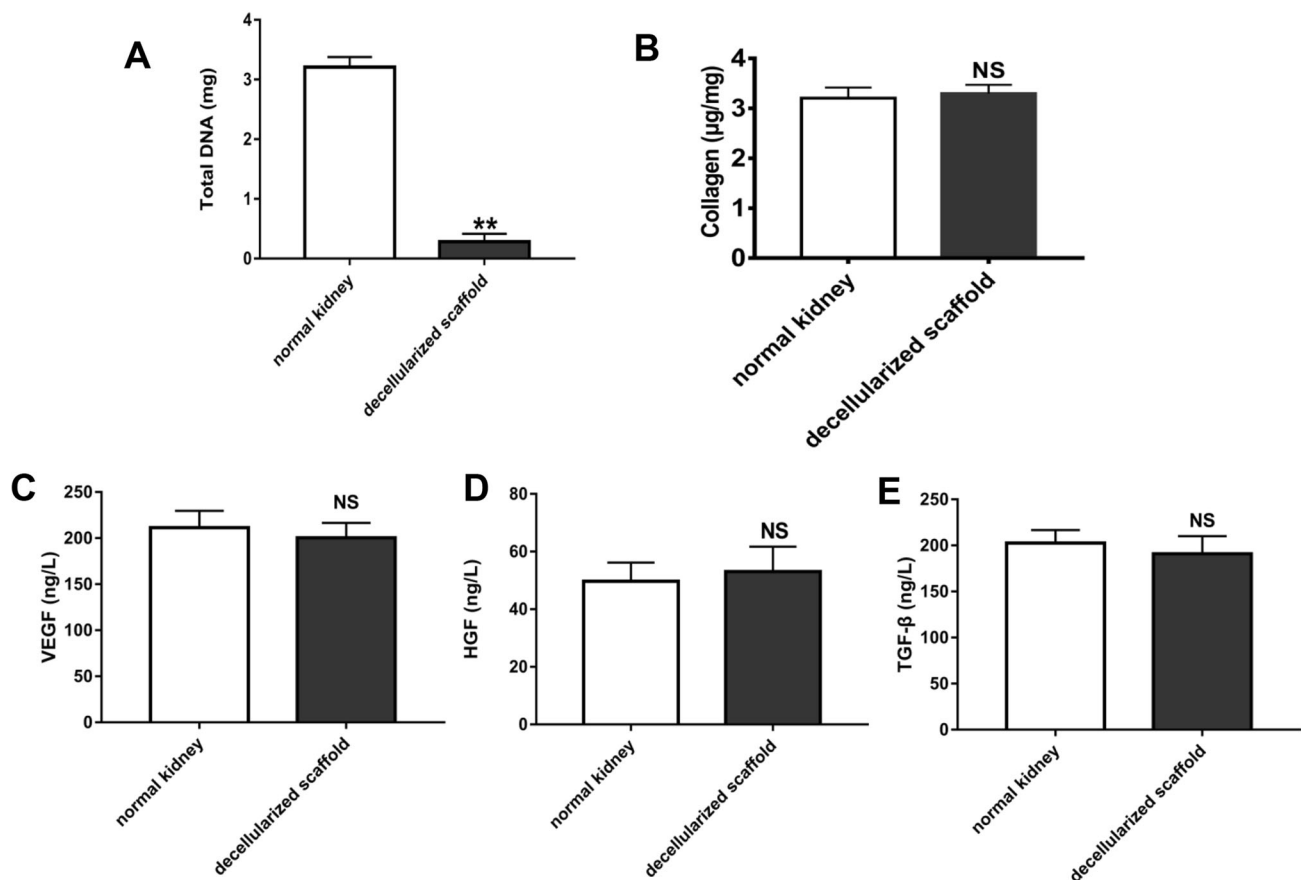 A
Total DNA (mg)
4
3
2
1
0
**
normal kidney
decellularized scaffold
B
Collagen (µg/mg)
4
3
2
1
0
NS
normal kidney
decellularized scaffold
C
VEGF (ng/L)
250
200
150
100
50
0
NS
normal kidney
decellularized scaffold
D
HGF (ng/L)
80
60
40
20
0
NS
normal kidney
decellularized scaffold
E
TGF-β (ng/L)
250
200
150
100
50
0
NS
normal kidney
decellularized scaffold